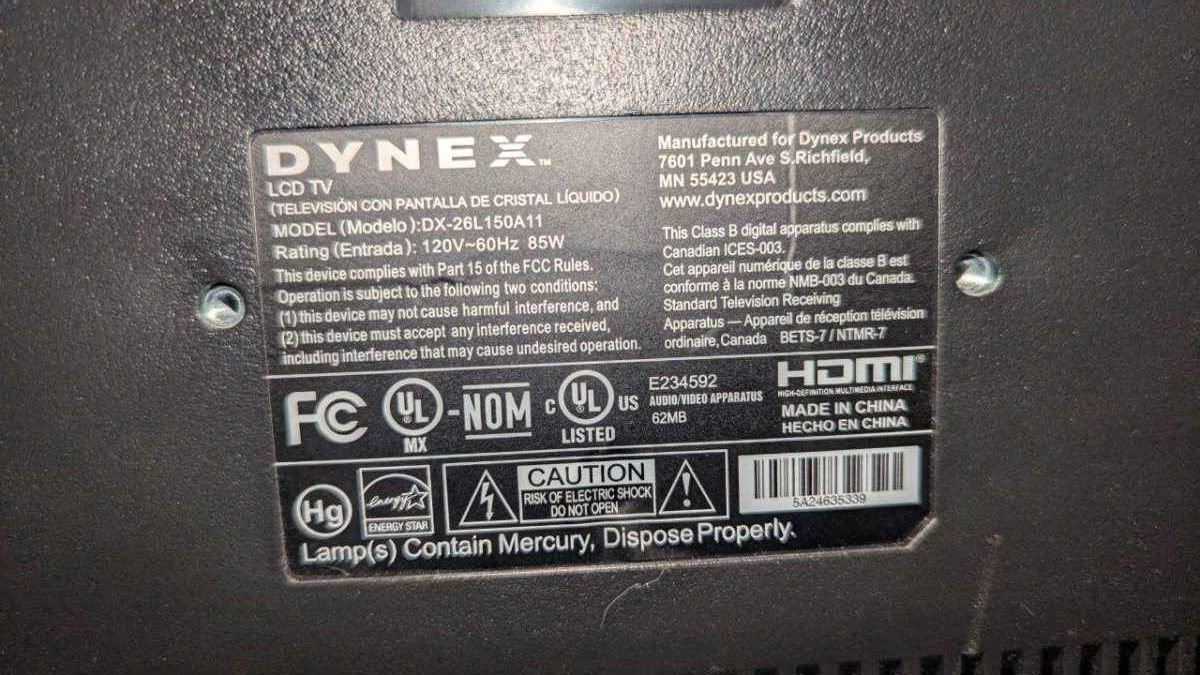 DYNEX™
LCD TV
(TELEVISIÓN CON PANTALLA DE CRISTAL LÍQUIDO)
MODEL (Modelo):DX-26L150A11
Rating (Entrada): 120V~60Hz 85W
This device complies with Part 15 of the FCC Rules.
Operation is subject to the following two conditions:
(1) this device may not cause harmful interference, and
(2) this device must accept any interference received,
including interference that may cause undesired operation.
Manufactured for Dynex Products
7601 Penn Ave S.Richfield,
MN 55423 USA
www.dynexproducts.com
This Class B digital apparatus complies with
Canadian ICES-003.
Cet appareil numérique de la classe B est
conforme à la norme NMB-003 du Canada.
Standard Television Receiving
Apparatus — Appareil de réception télévision
ordinaire, Canada BETS-7 / NTMR-7
FC
UL
MX
-NOM
c UL US
LISTED
E234592
AUDIO/VIDEO APPARATUS
62MB
HDMI®
HIGH-DEFINITION MULTIMEDIA INTERFACE
MADE IN CHINA
HECHO EN CHINA
Hg
energy
ENERGY STAR
CAUTION
RISK OF ELECTRIC SHOCK
DO NOT OPEN
5A24635339
Lamp(s) Contain Mercury, Dispose Properly.